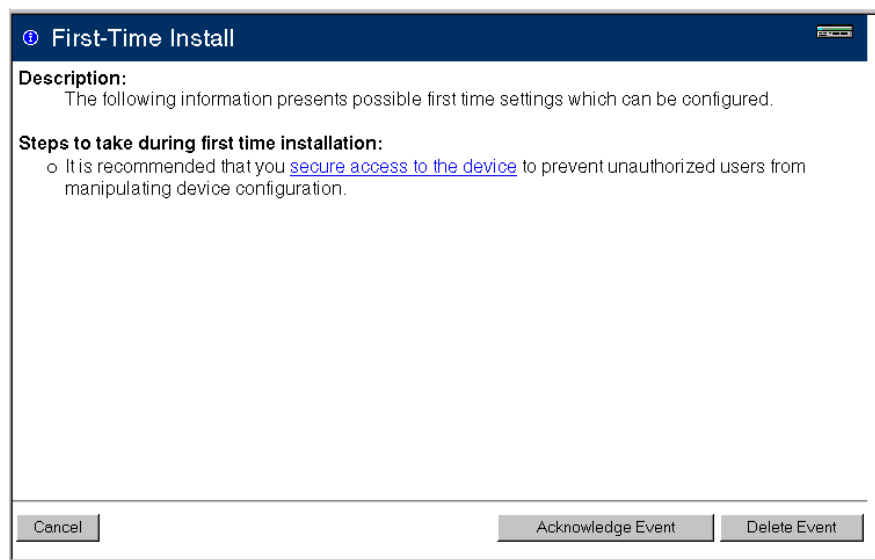 First-Time Install
Description:
The following information presents possible first time settings which can be configured.
Steps to take during first time installation:
o It is recommended that you secure access to the device to prevent unauthorized users from
manipulating device configuration.
Cancel
Acknowledge Event
Delete Event